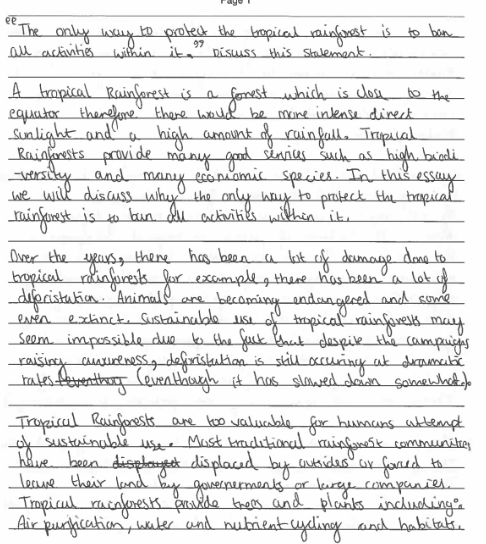 Page 1
"The only way to protect the tropical rainforest is to ban
all activities within it." Discuss this statement.
A tropical Rainforest is a forest which is close to the
equator therefore there would be more intense direct
sunlight and a high amount of rainfall. Tropical
Rainforests provide many good services such as high biodi
-versity and many economic species. In this essay
we will discuss why the only way to protect the tropical
rainforest is to ban all activities within it.
Over the years, there has been a lot of damage done to
tropical rainforests for example, there has been a lot of
deforistation. Animals are becoming endangered and some
even extinct. Sustainable use of tropical rainforests may
seem impossible due to the fact that despite the campaigns
raising awareness, deforistation is still occuring at dramatic
rates (eventhough it has slowed down somewhat).
Tropical Rainforests are too valuable for humans attempt
of sustainable use. Most traditional rainforest communities
have been displaced by outsides or forced to
leave their land by governerments or large companies.
Tropical rainforests provide trees and plants including:
Air purification, water and nutrient cycling and habitats.